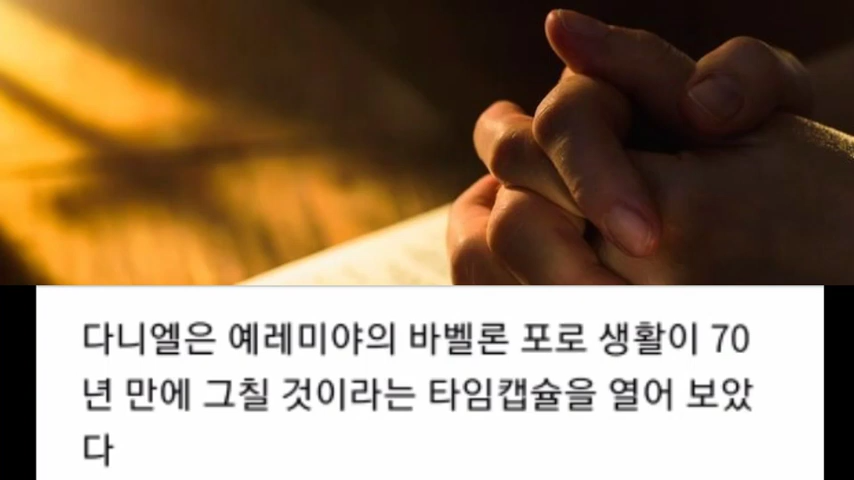 다니엘은 예레미야의 바벨론 포로 생활이 70
년 만에 그칠 것이라는 타임캡슐을 열어 보았
다